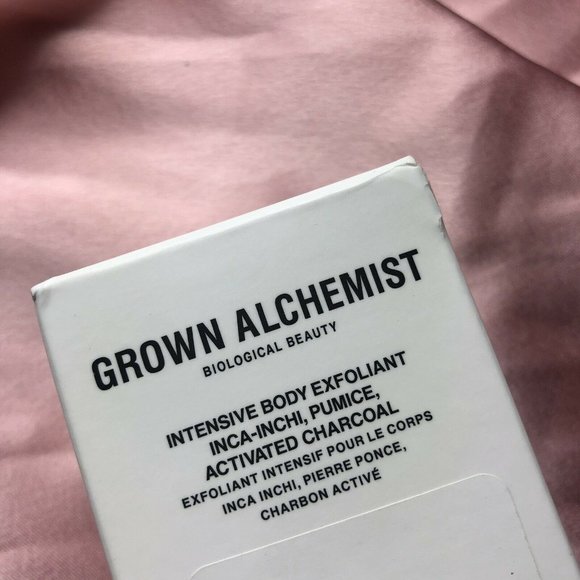 GROWN ALCHEMIST
BIOLOGICAL BEAUTY
INTENSIVE BODY EXFOLIANT
INCA-INCHI, PUMICE,
ACTIVATED CHARCOAL
EXFOLIANT INTENSIF POUR LE CORPS
INCA INCHI, PIERRE PONCE,
CHARBON ACTIVÉ